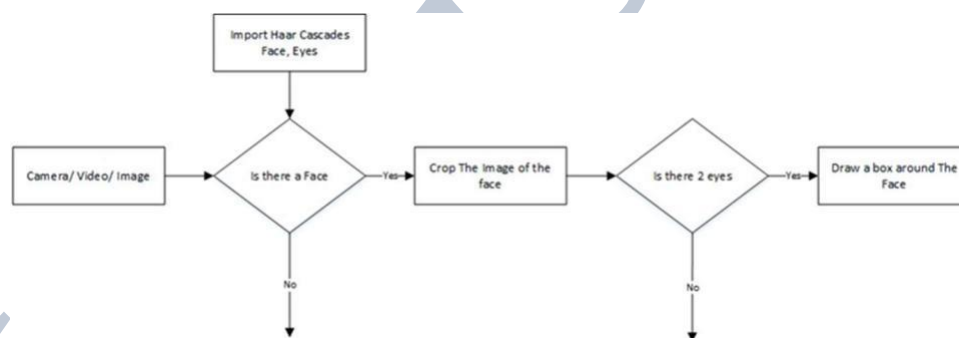 Import Haar Cascades
Face, Eyes
Camera/ Video/ Image
Is there a Face
Yes
Crop The Image of the
face
Is there 2 eyes
Yes
Draw a box around The
Face
No
No